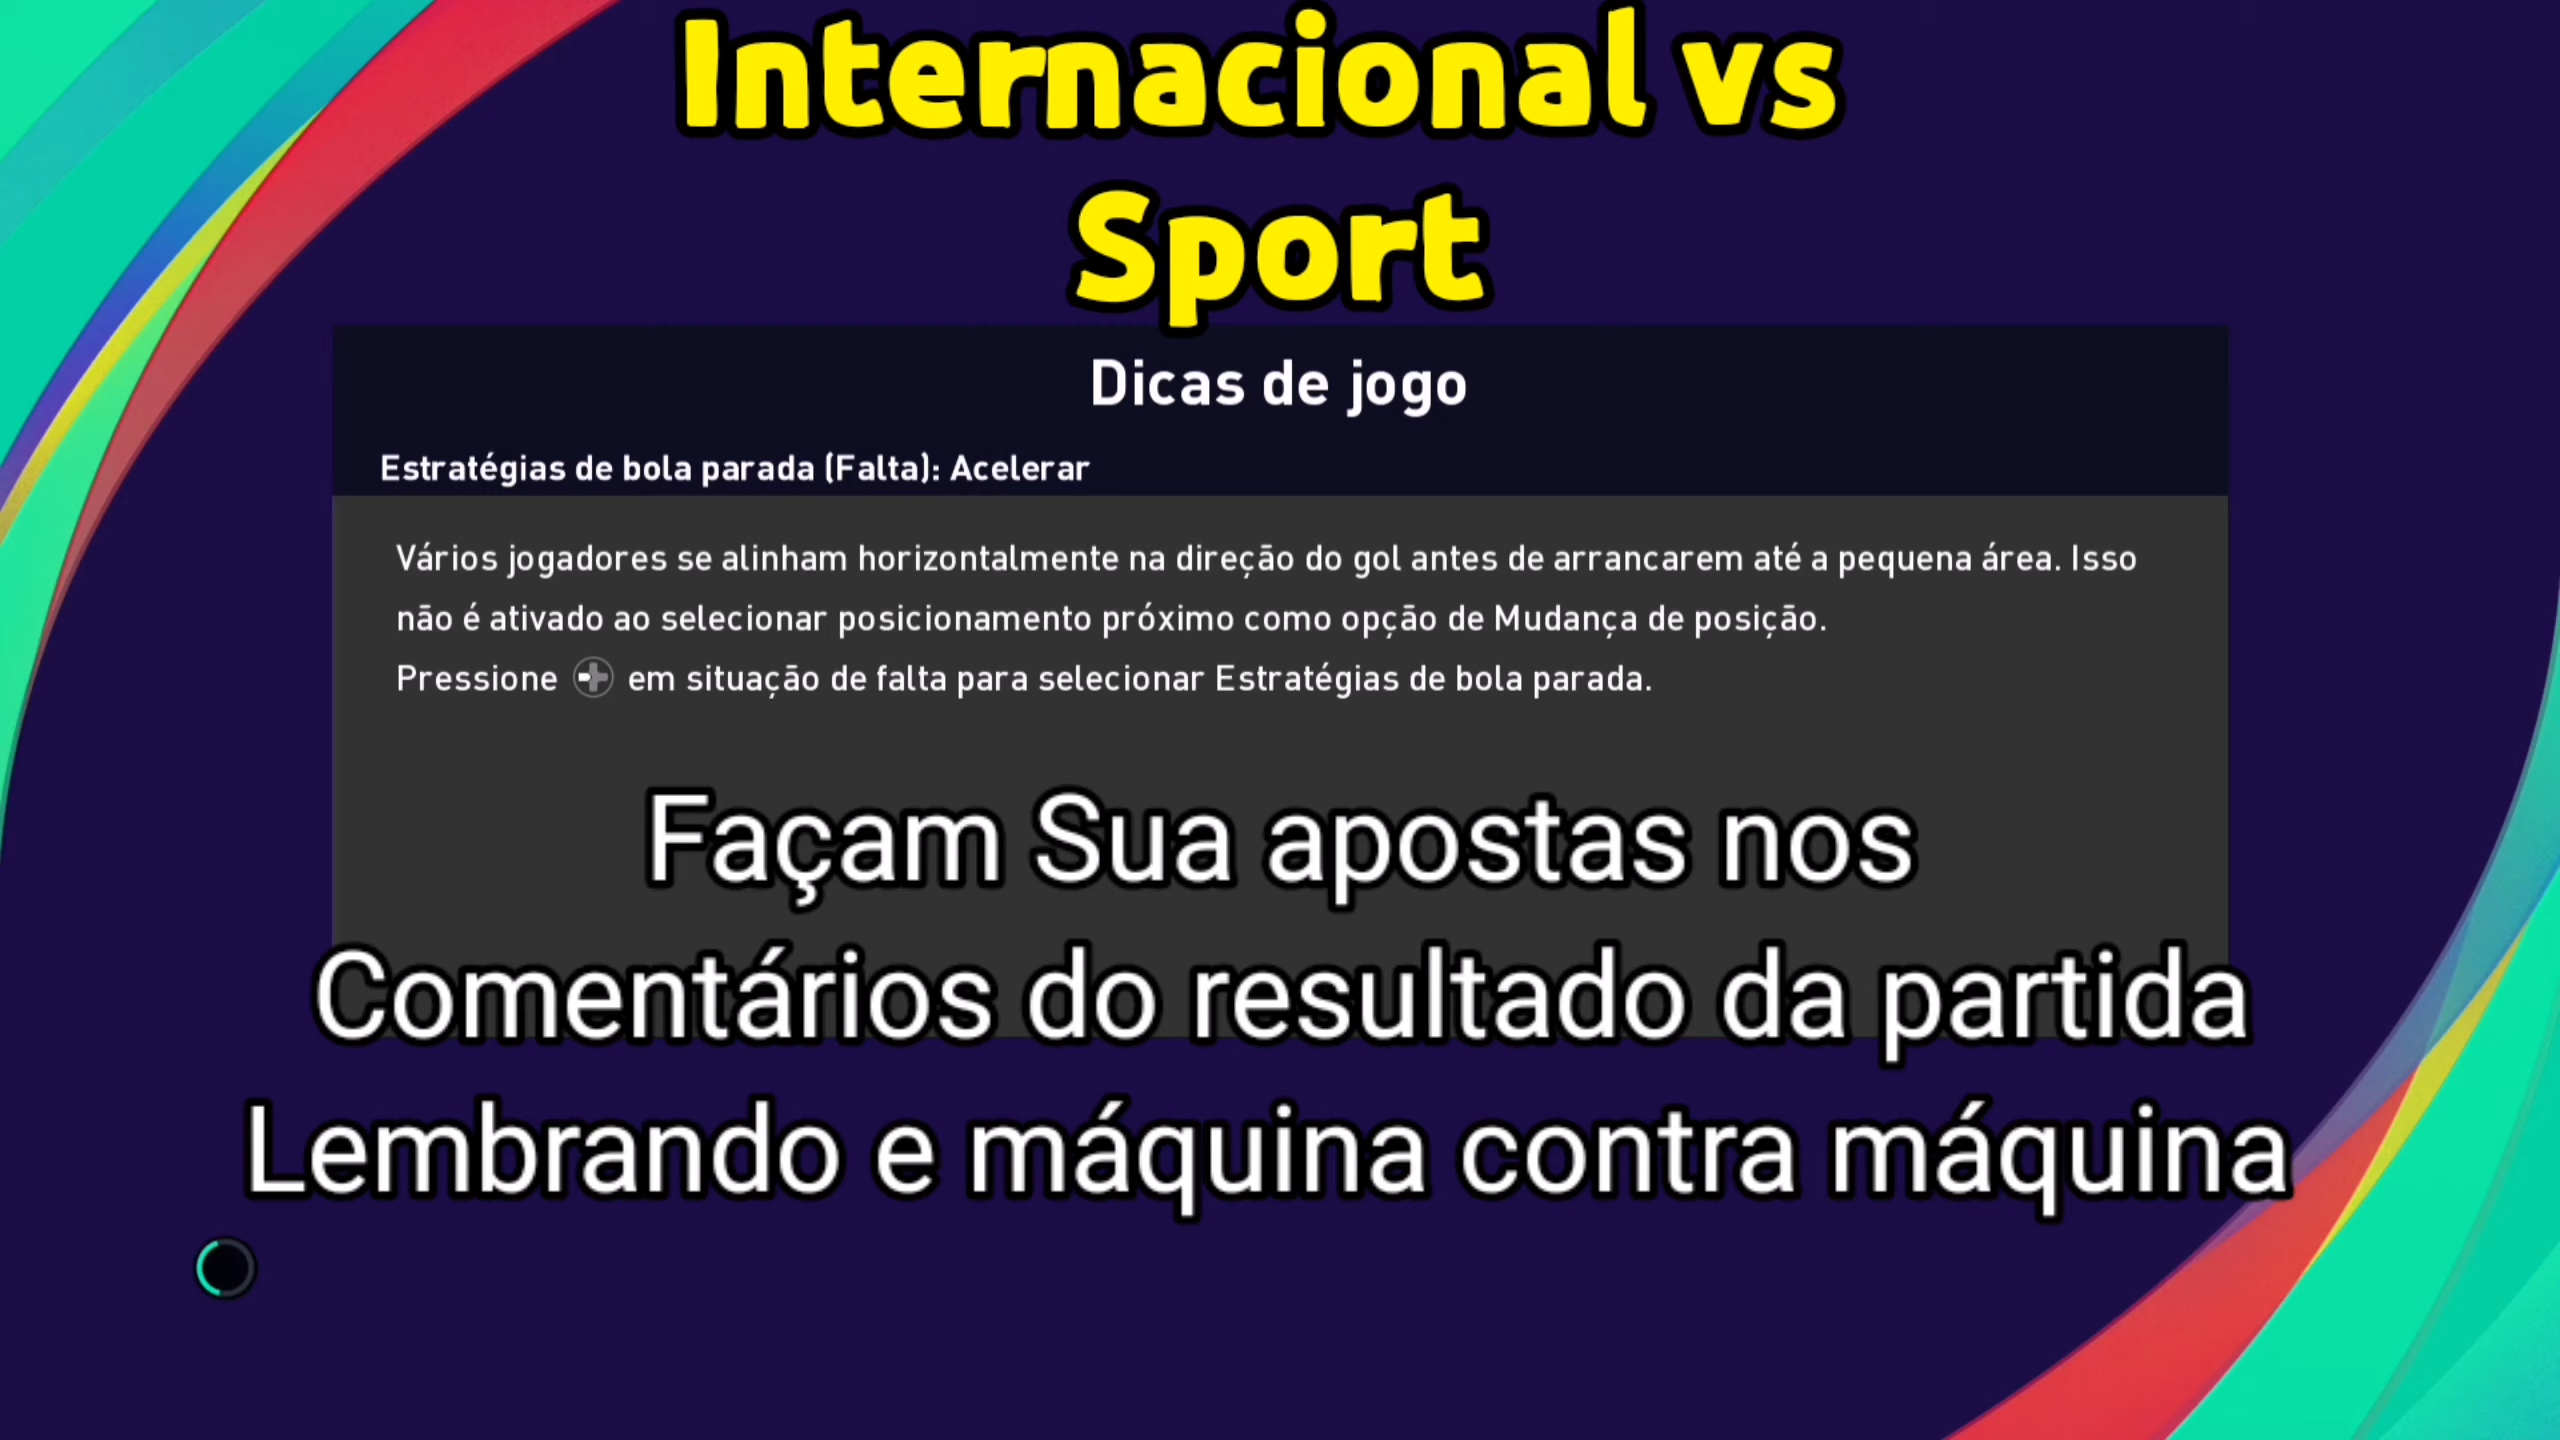 Internacional vs
Sport
Dicas de jogo
Estratégias de bola parada (Falta): Acelerar
Vários jogadores se alinham horizontalmente na direção do gol antes de arrancarem até a pequena área. Isso
não é ativado ao selecionar posicionamento próximo como opção de Mudança de posição.
Pressione em situação de falta para selecionar Estratégias de bola parada.
Façam Sua apostas nos
Comentários do resultado da partida
Lembrando e máquina contra máquina